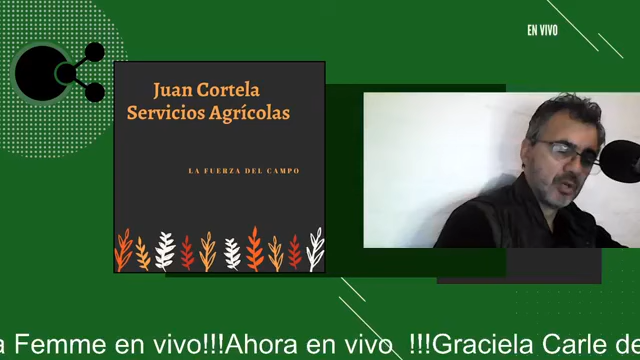 EN VIVO
Juan Cortela
Servicios Agrícolas
LA FUERZA DEL CAMPO
a Femme en vivo!!!Ahora en vivo !!!Graciela Carle de